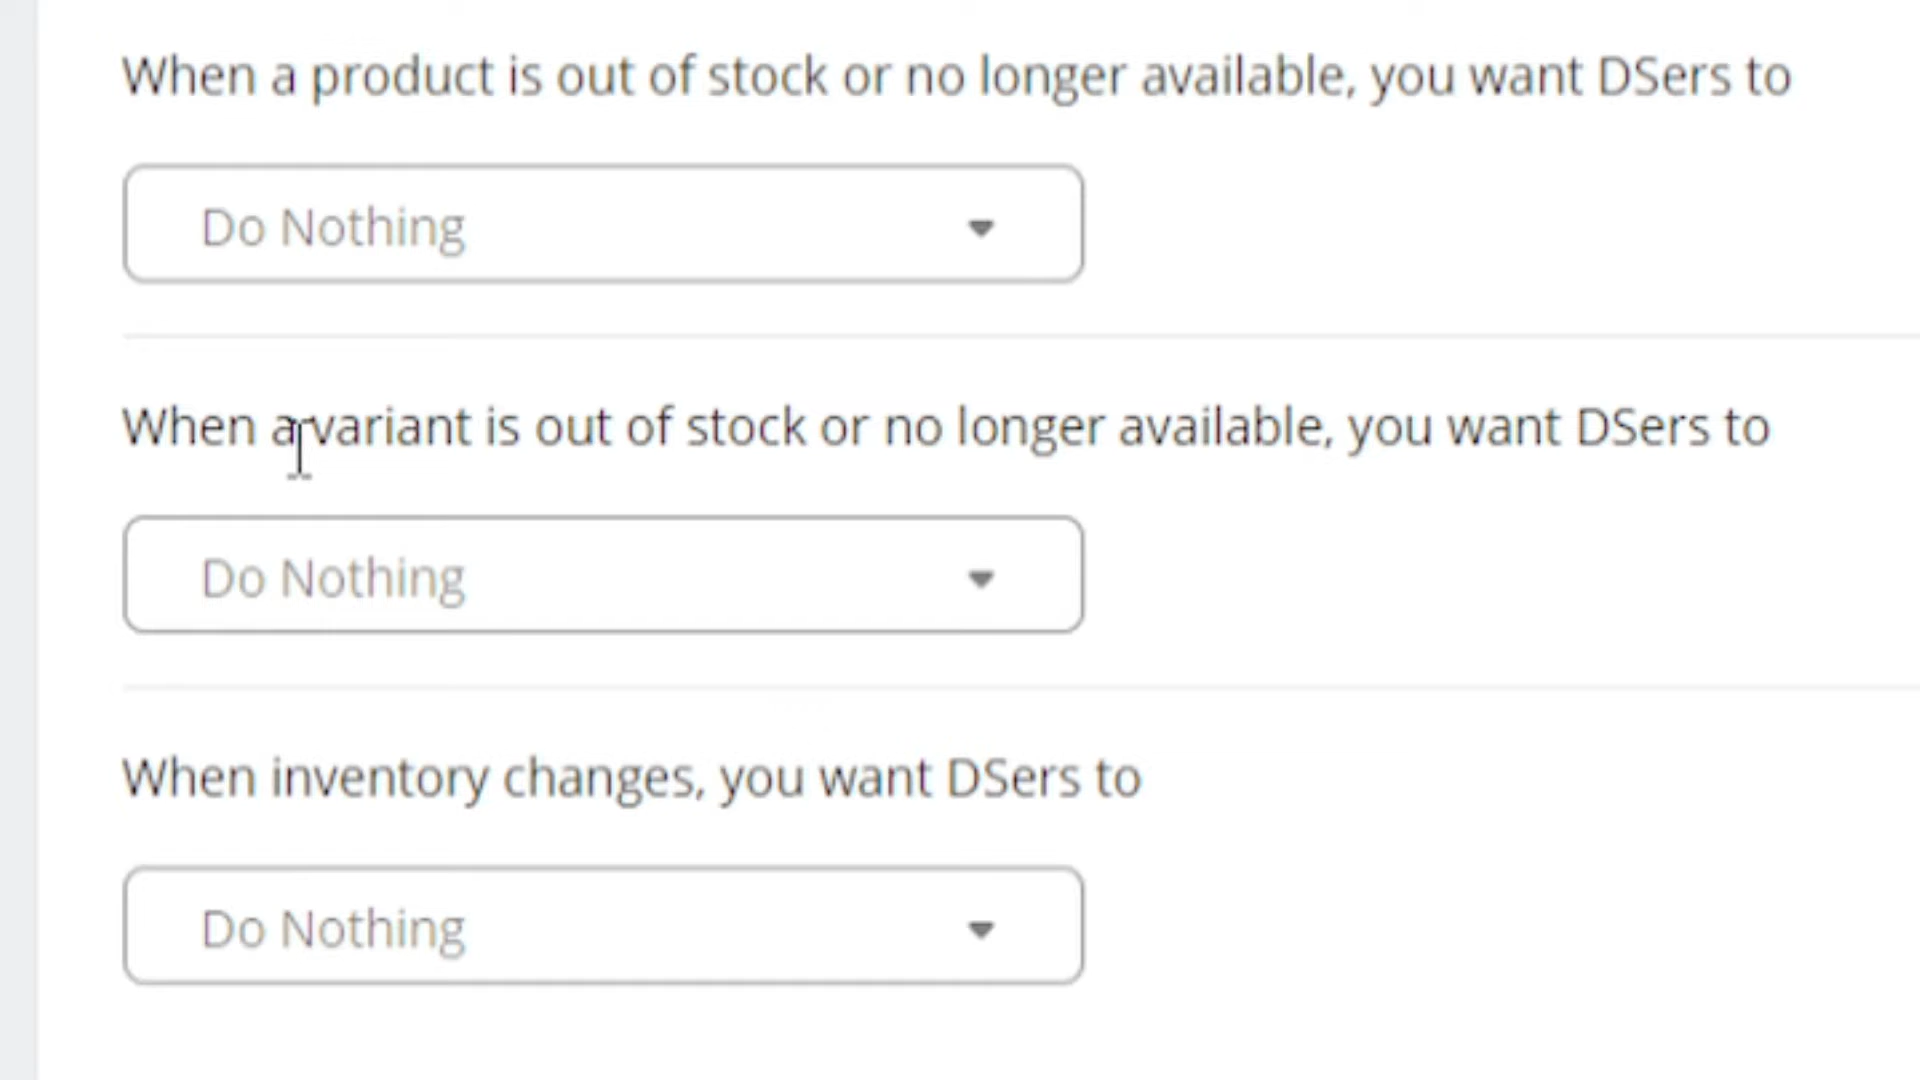 When a product is out of stock or no longer available, you want DSers to
Do Nothing
When a variant is out of stock or no longer available, you want DSers to
Do Nothing
When inventory changes, you want DSers to
Do Nothing